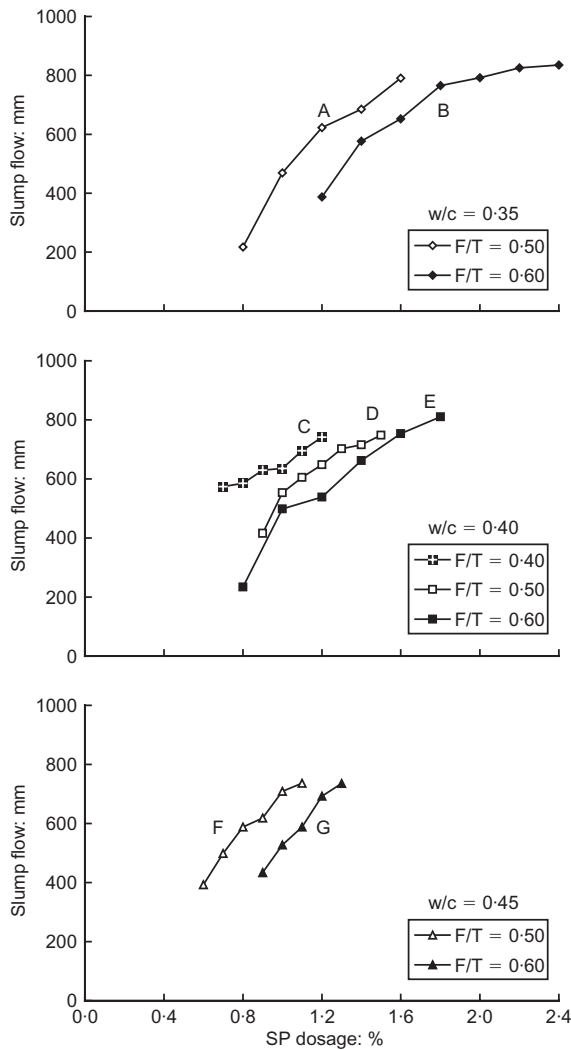 1000
800
600
400
200
0
Slump flow: mm
A
B
w/c = 0·35
F/T = 0·50
F/T = 0·60
1000
800
600
400
200
0
Slump flow: mm
C
D
E
w/c = 0·40
F/T = 0·40
F/T = 0·50
F/T = 0·60
1000
800
600
400
200
0
Slump flow: mm
F
G
w/c = 0·45
F/T = 0·50
F/T = 0·60
0·0 0·4 0·8 1·2 1·6 2·0 2·4
SP dosage: %